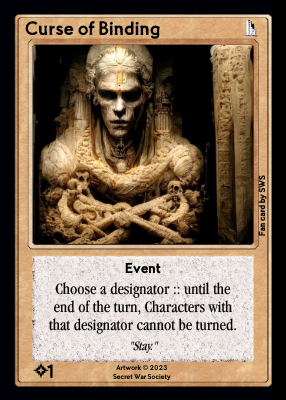 Curse of Binding
Fan card by SWS
Event
Choose a designator :: until the
end of the turn, Characters with
that designator cannot be turned.
"Stay."
1
Artwork © 2023
Secret War Society